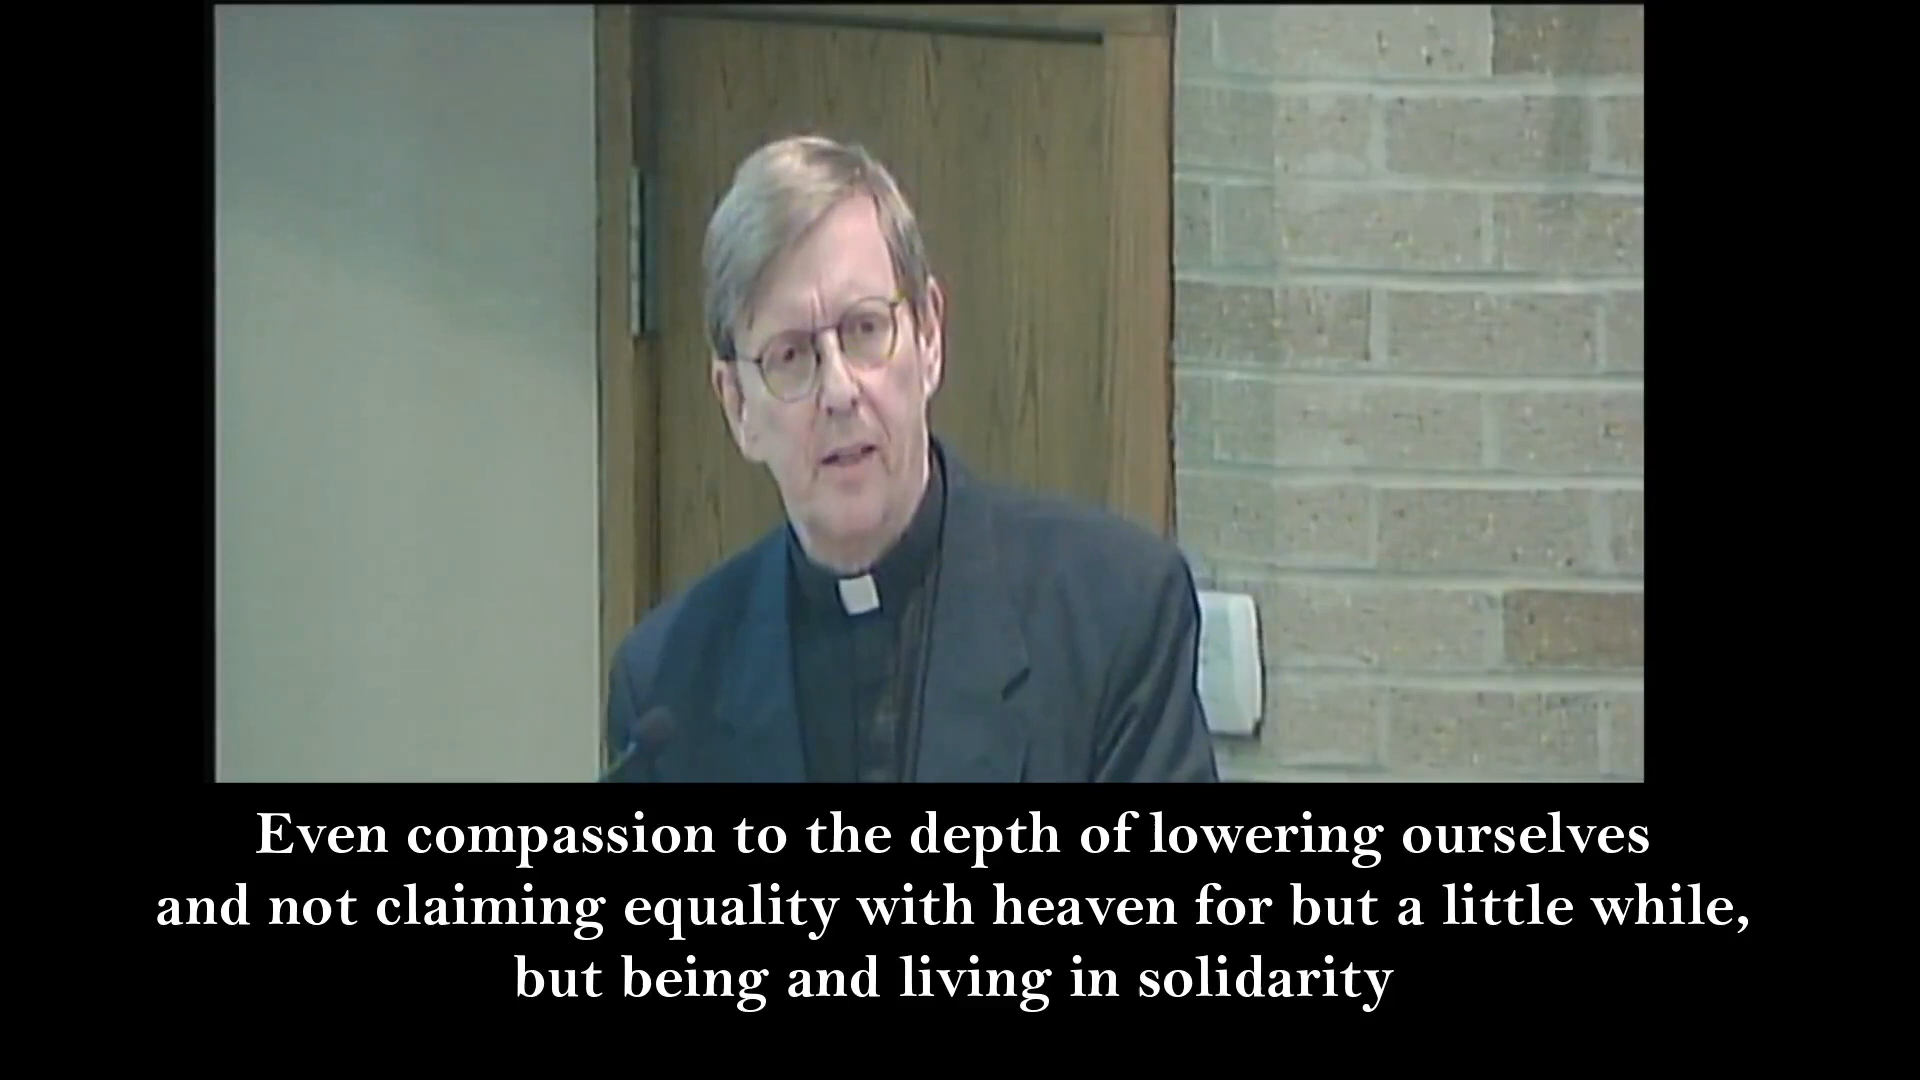 Even compassion to the depth of lowering ourselves
and not claiming equality with heaven for but a little while,
but being and living in solidarity